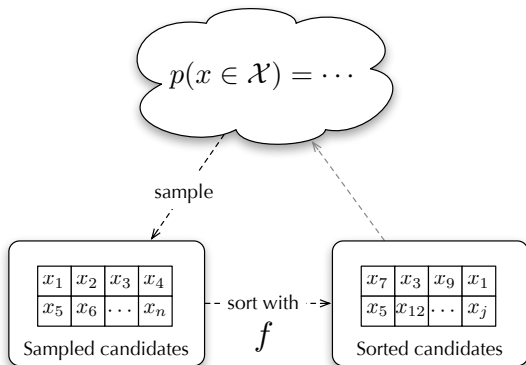 p(x ∈ 𝒳) = ⋯
sample
x₁ x₂ x₃ x₄
x₅ x₆ ⋯ xₙ
Sampled candidates
sort with
f
x₇ x₃ x₉ x₁
x₅ x₁₂ ⋯ xⱼ
Sorted candidates